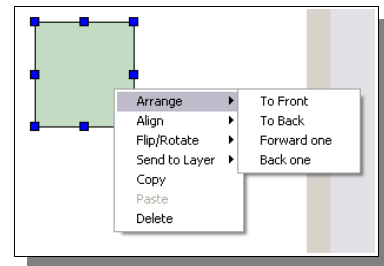 Arrange
Align
Flip/Rotate
Send to Layer
Copy
Paste
Delete
To Front
To Back
Forward one
Back one